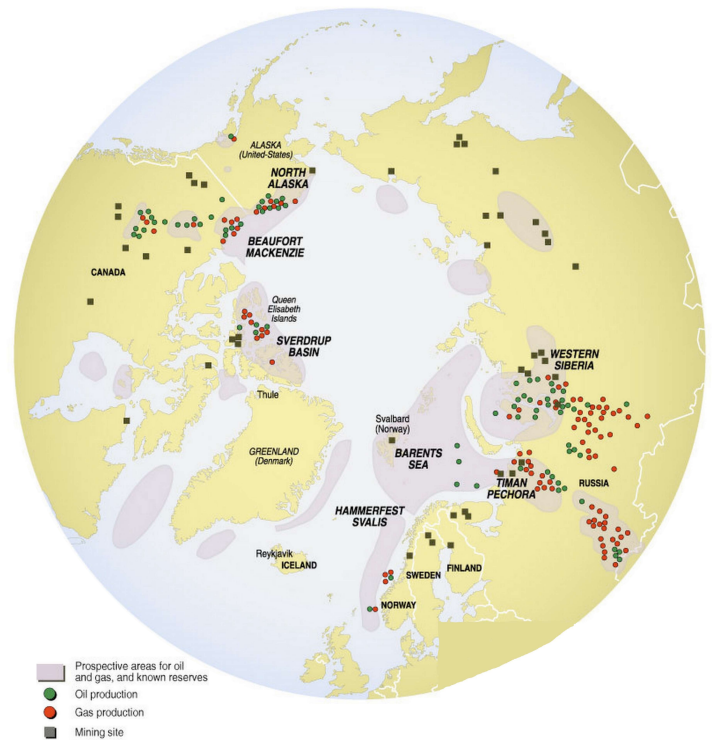 ALASKA
(United-States)
NORTH
ALASKA
BEAUFORT
MACKENZIE
CANADA
Queen
Elisabeth
Islands
SVERDRUP
BASIN
WESTERN
SIBERIA
Thule
Svalbard
(Norway)
GREENLAND
(Denmark)
BARENTS
SEA
TIMAN
PECHORA
RUSSIA
HAMMERFEST
SVALIS
Reykjavik
ICELAND
SWEDEN
FINLAND
NORWAY
Prospective areas for oil
and gas, and known reserves
Oil production
Gas production
Mining site